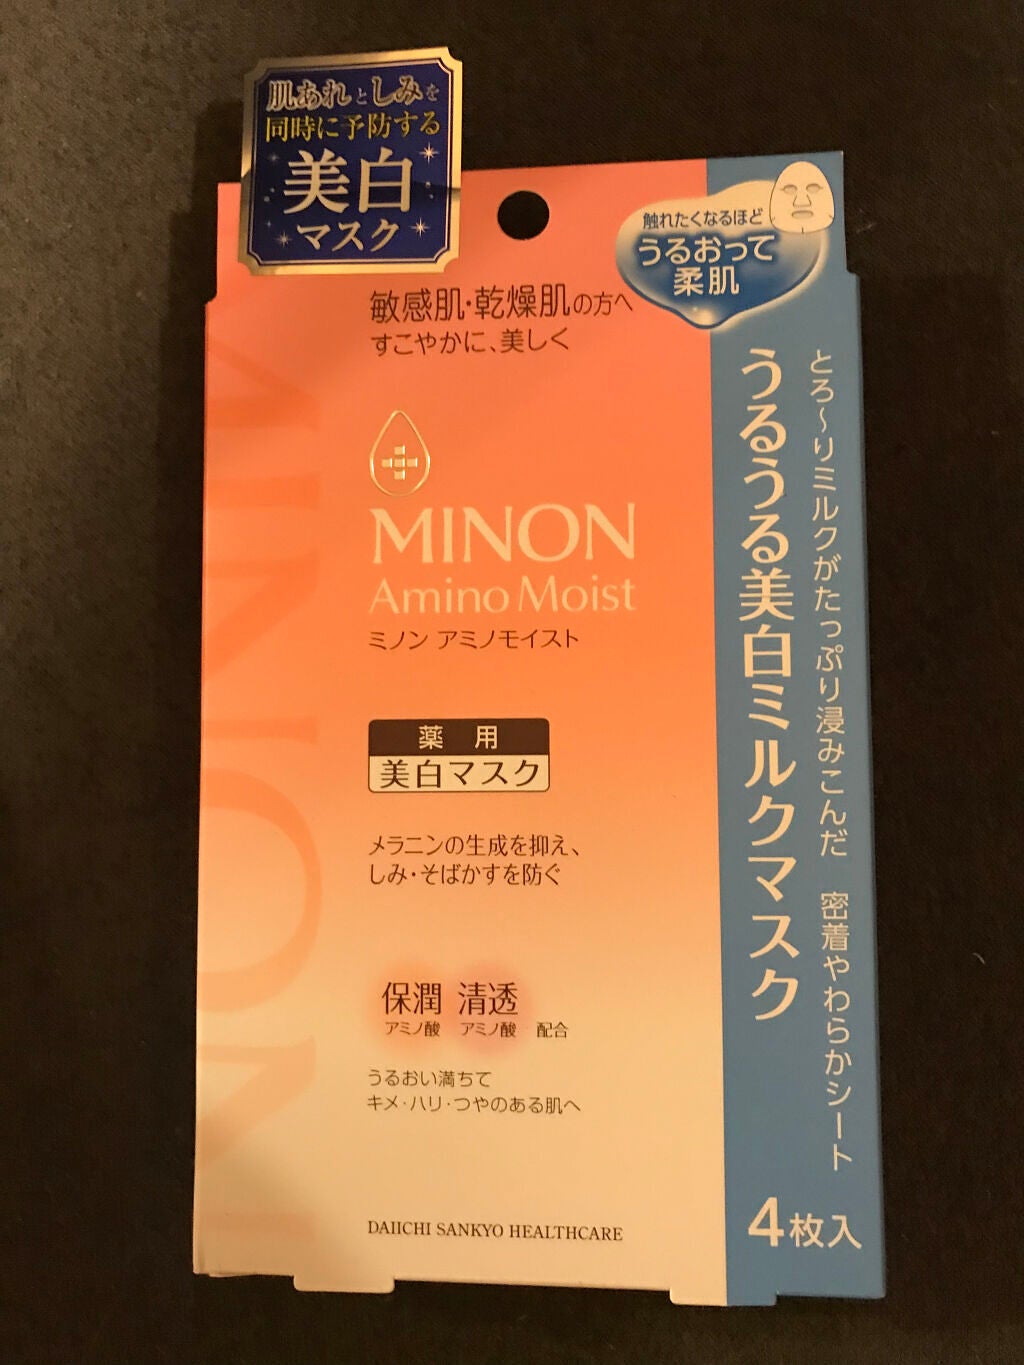 肌あれとしみを
同時に予防する
美白
マスク
触れたくなるほど
うるおって
柔肌
敏感肌・乾燥肌の方へ
すこやかに、美しく
MINON
Amino Moist
ミノン アミノモイスト
薬 用
美白マスク
メラニンの生成を抑え、
しみ・そばかすを防ぐ
保潤 清透
アミノ酸 アミノ酸 配合
うるおい満ちて
キメ・ハリ・つやのある肌へ
DAIICHI SANKYO HEALTHCARE
MINON
とろ〜りミルクがたっぷり浸みこんだ 密着やわらかシート
うるうる美白ミルクマスク
4枚入